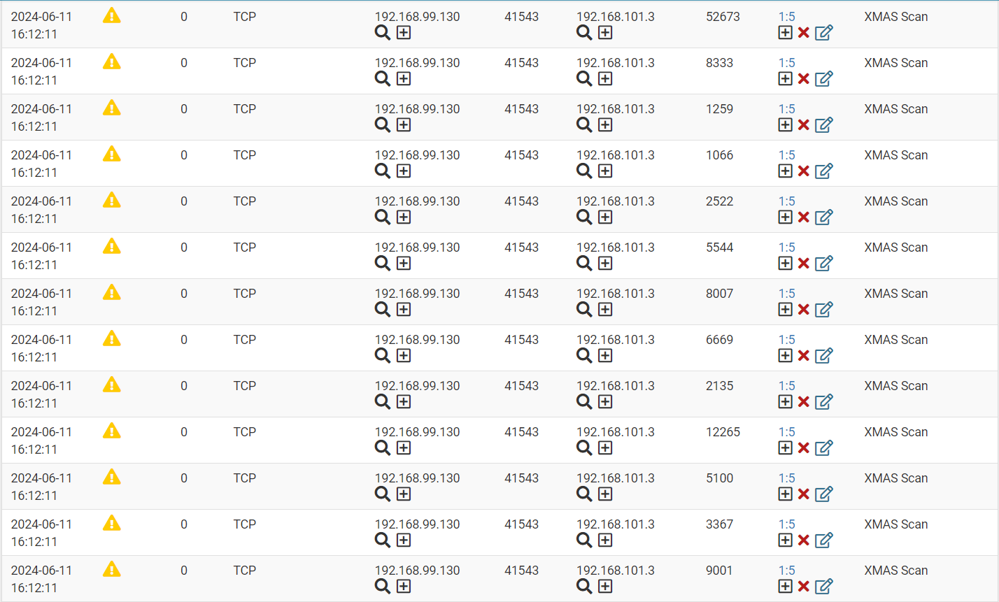 2024-06-11 0 TCP 192.168.99.130 41543 192.168.101.3 52673 1:5 XMAS Scan
16:12:11
2024-06-11 0 TCP 192.168.99.130 41543 192.168.101.3 8333 1:5 XMAS Scan
16:12:11
2024-06-11 0 TCP 192.168.99.130 41543 192.168.101.3 1259 1:5 XMAS Scan
16:12:11
2024-06-11 0 TCP 192.168.99.130 41543 192.168.101.3 1066 1:5 XMAS Scan
16:12:11
2024-06-11 0 TCP 192.168.99.130 41543 192.168.101.3 2522 1:5 XMAS Scan
16:12:11
2024-06-11 0 TCP 192.168.99.130 41543 192.168.101.3 5544 1:5 XMAS Scan
16:12:11
2024-06-11 0 TCP 192.168.99.130 41543 192.168.101.3 8007 1:5 XMAS Scan
16:12:11
2024-06-11 0 TCP 192.168.99.130 41543 192.168.101.3 6669 1:5 XMAS Scan
16:12:11
2024-06-11 0 TCP 192.168.99.130 41543 192.168.101.3 2135 1:5 XMAS Scan
16:12:11
2024-06-11 0 TCP 192.168.99.130 41543 192.168.101.3 12265 1:5 XMAS Scan
16:12:11
2024-06-11 0 TCP 192.168.99.130 41543 192.168.101.3 5100 1:5 XMAS Scan
16:12:11
2024-06-11 0 TCP 192.168.99.130 41543 192.168.101.3 3367 1:5 XMAS Scan
16:12:11
2024-06-11 0 TCP 192.168.99.130 41543 192.168.101.3 9001 1:5 XMAS Scan
16:12:11